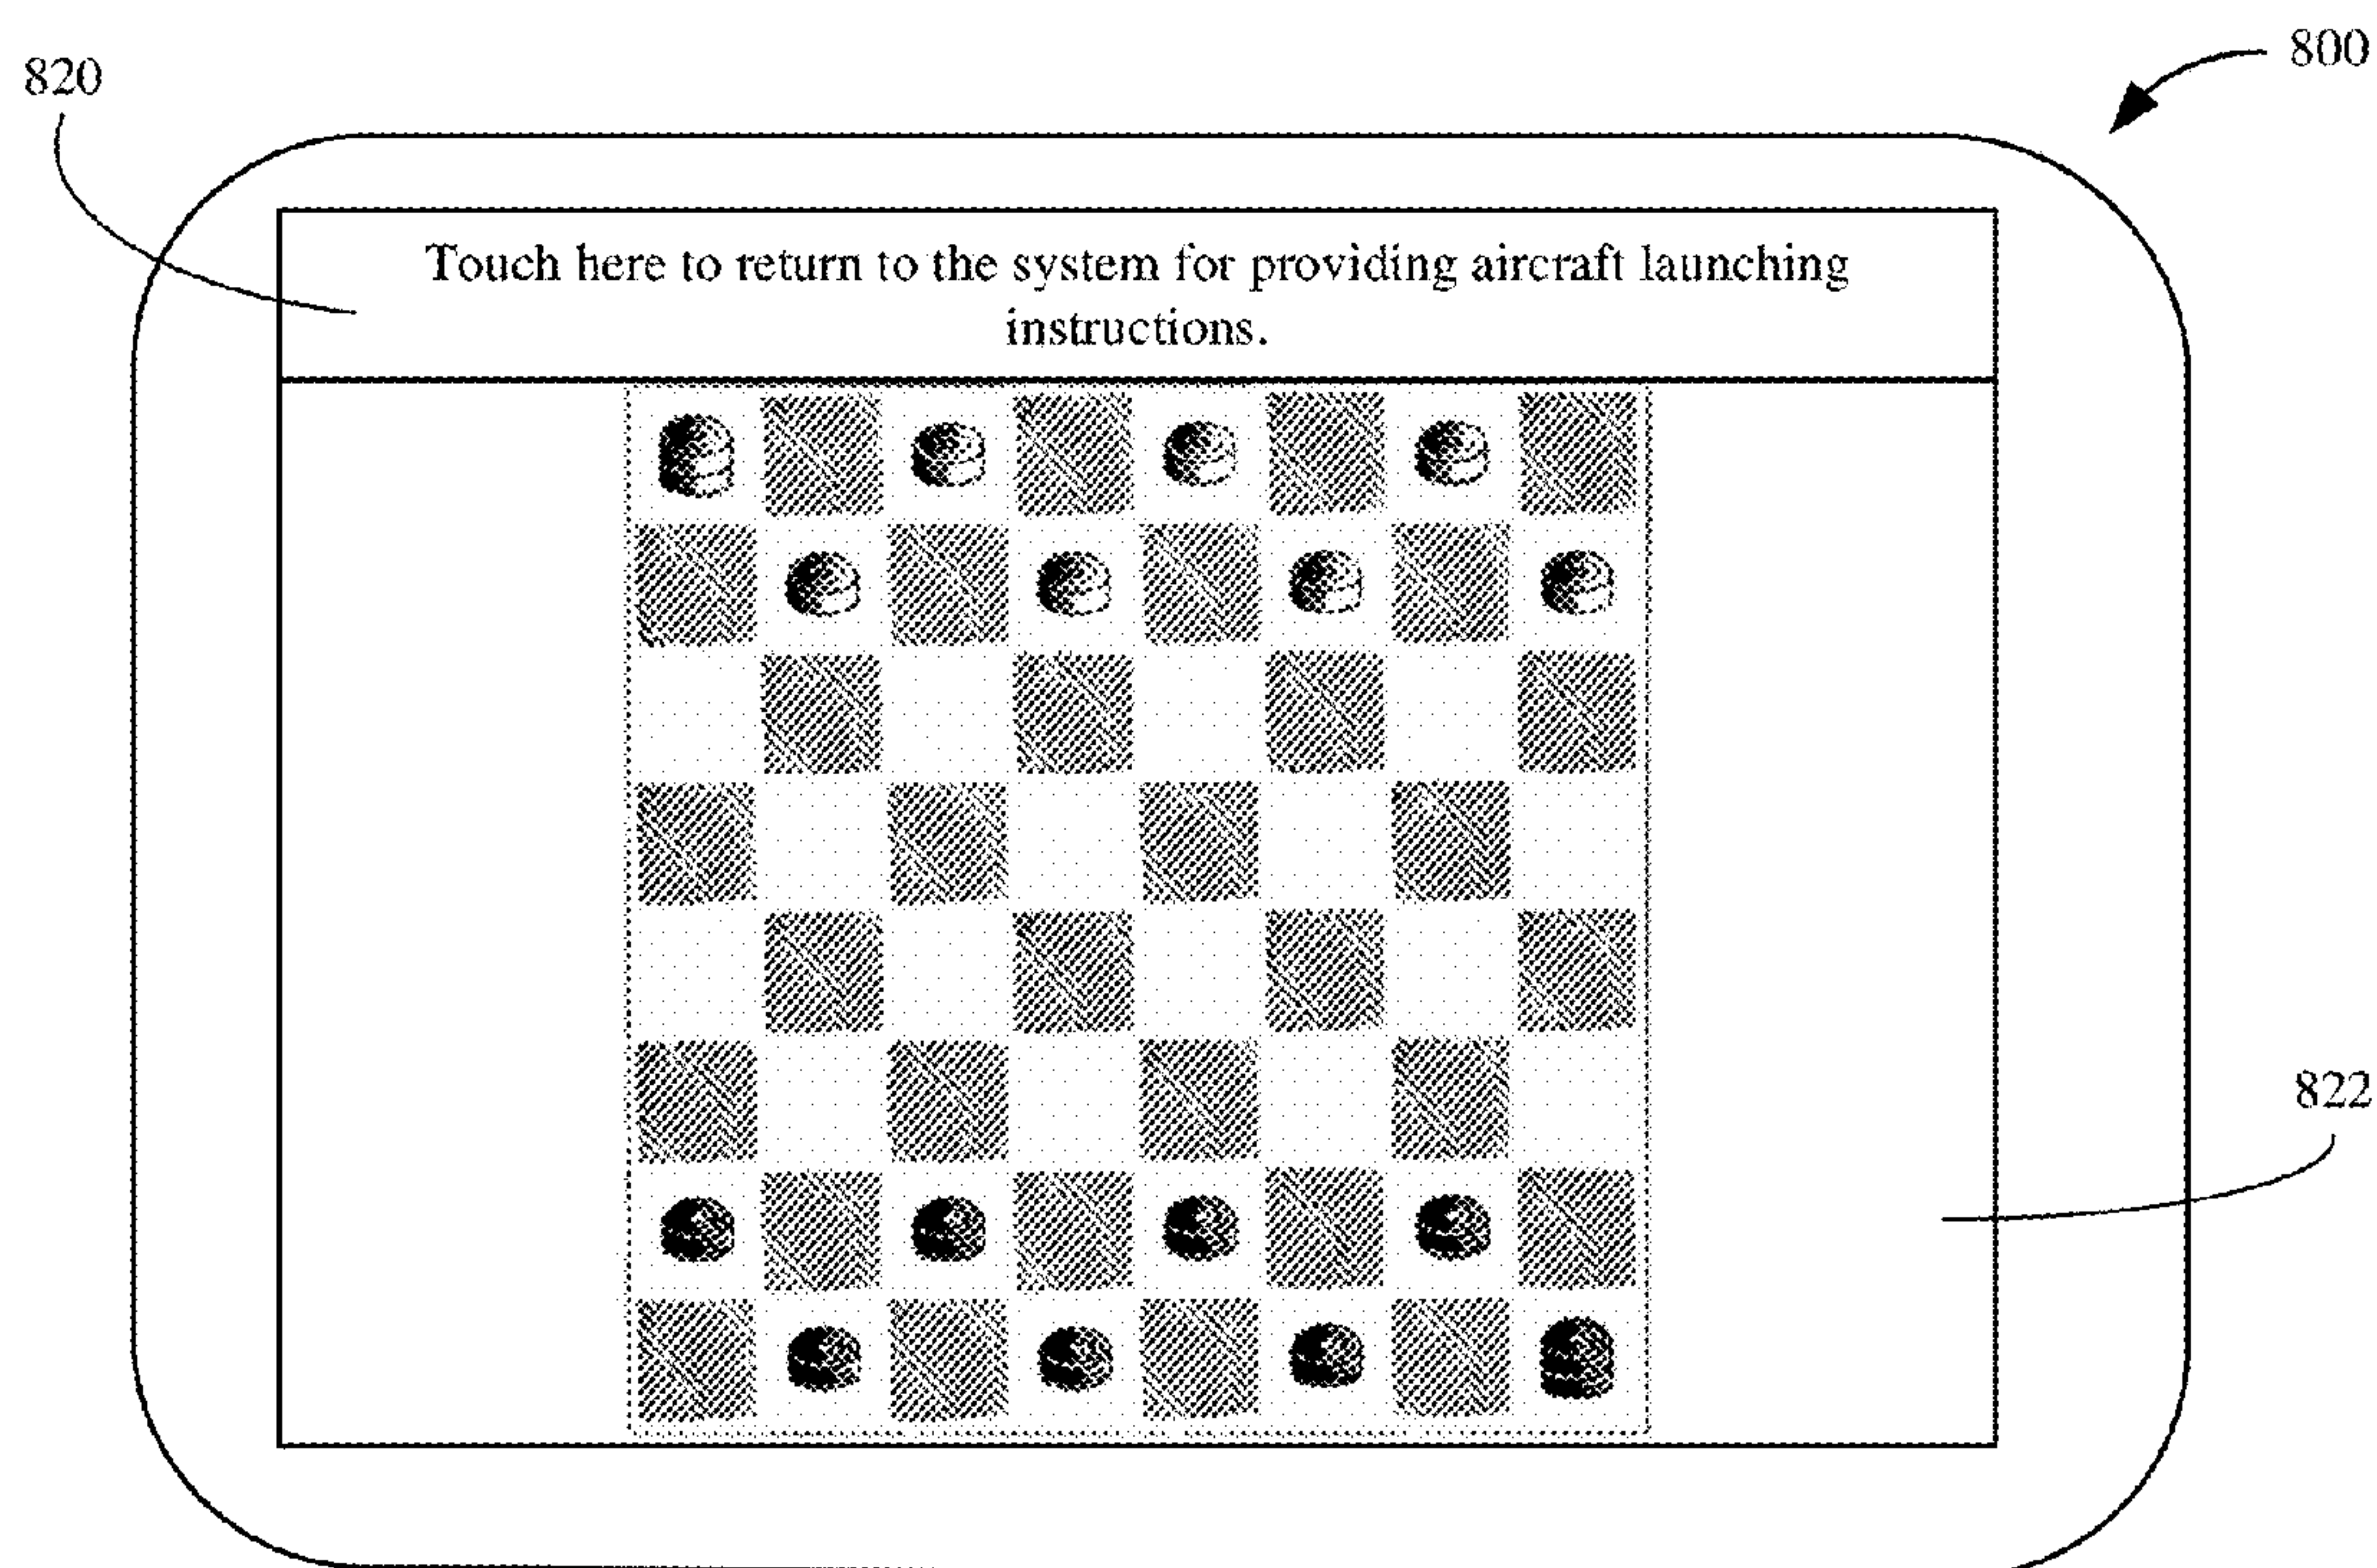 800
820
Touch here to return to the system for providing aircraft launching
instructions.
822